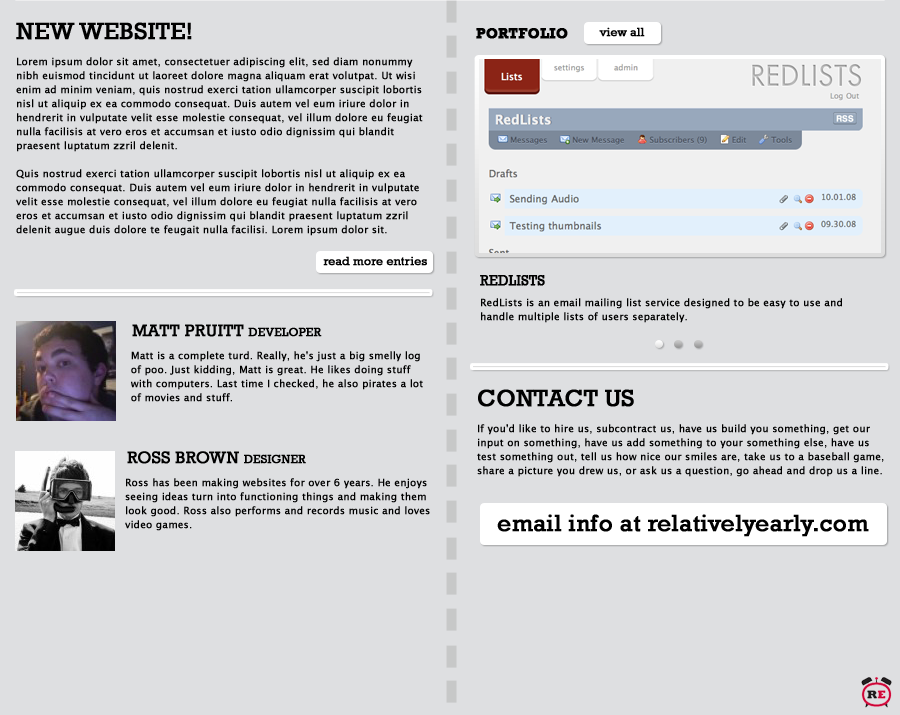 NEW WEBSITE!
Lorem ipsum dolor sit amet, consectetuer adipiscing elit, sed diam nonummy
nibh euismod tincidunt ut laoreet dolore magna aliquam erat volutpat. Ut wisi
enim ad minim veniam, quis nostrud exerci tation ullamcorper suscipit lobortis
nisl ut aliquip ex ea commodo consequat. Duis autem vel eum iriure dolor in
hendrerit in vulputate velit esse molestie consequat, vel illum dolore eu feugiat
nulla facilisis at vero eros et accumsan et iusto odio dignissim qui blandit
praesent luptatum zzril delenit.
Quis nostrud exerci tation ullamcorper suscipit lobortis nisl ut aliquip ex ea
commodo consequat. Duis autem vel eum iriure dolor in hendrerit in vulputate
velit esse molestie consequat, vel illum dolore eu feugiat nulla facilisis at vero
eros et accumsan et iusto odio dignissim qui blandit praesent luptatum zzril
delenit augue duis dolore te feugait nulla facilisi. Lorem ipsum dolor sit.
read more entries
MATT PRUITT DEVELOPER
Matt is a complete turd. Really, he's just a big smelly log
of poo. Just kidding, Matt is great. He likes doing stuff
with computers. Last time I checked, he also pirates a lot
of movies and stuff.
ROSS BROWN DESIGNER
Ross has been making websites for over 6 years. He enjoys
seeing ideas turn into functioning things and making them
look good. Ross also performs and records music and loves
video games.
PORTFOLIO view all
Lists settings admin REDLISTS
Log Out
RedLists RSS
Messages New Message Subscribers (9) Edit Tools
Drafts
Sending Audio 10.01.08
Testing thumbnails 09.30.08
Sent
REDLISTS
RedLists is an email mailing list service designed to be easy to use and
handle multiple lists of users separately.
CONTACT US
If you'd like to hire us, subcontract us, have us build you something, get our
input on something, have us add something to your something else, have us
test something out, tell us how nice our smiles are, take us to a baseball game,
share a picture you drew us, or ask us a question, go ahead and drop us a line.
email info at relativelyearly.com
RE